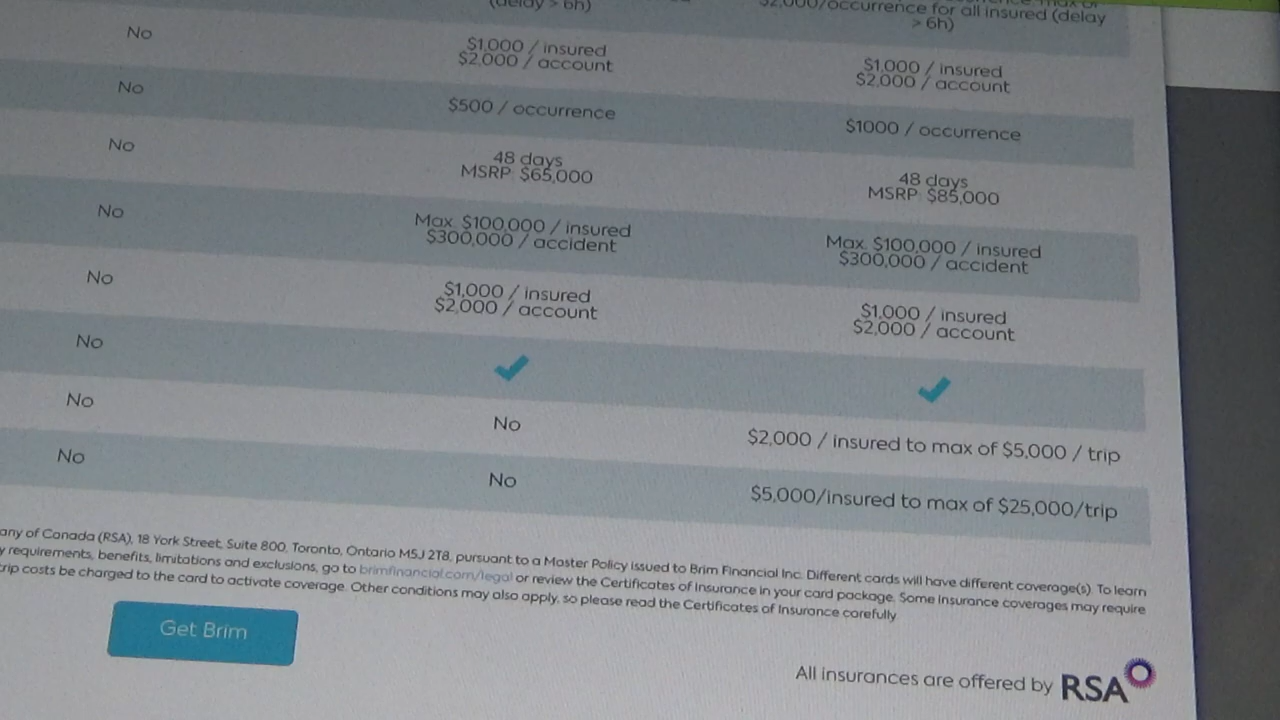 (delay > 6h)
$2,000/occurrence for all insured (delay
> 6h)
No
$1,000 / insured
$2,000 / account
$1,000 / insured
$2,000 / account
No
$500 / occurrence
$1000 / occurrence
No
48 days
MSRP $65,000
48 days
MSRP $85,000
No
Max. $100,000 / insured
$300,000 / accident
Max. $100,000 / insured
$300,000 / accident
No
$1,000 / insured
$2,000 / account
$1,000 / insured
$2,000 / account
No
No
No
$2,000 / insured to max of $5,000 / trip
No
No
$5,000/insured to max of $25,000/trip
any of Canada (RSA), 18 York Street, Suite 800, Toronto, Ontario M5J 2T8, pursuant to a Master Policy issued to Brim Financial Inc. Different cards will have different coverage(s). To learn
y requirements, benefits, limitations and exclusions, go to brimfinancial.com/legal or review the Certificates of Insurance in your card package. Some insurance coverages may require
trip costs be charged to the card to activate coverage. Other conditions may also apply, so please read the Certificates of Insurance carefully
Get Brim
All insurances are offered by RSA